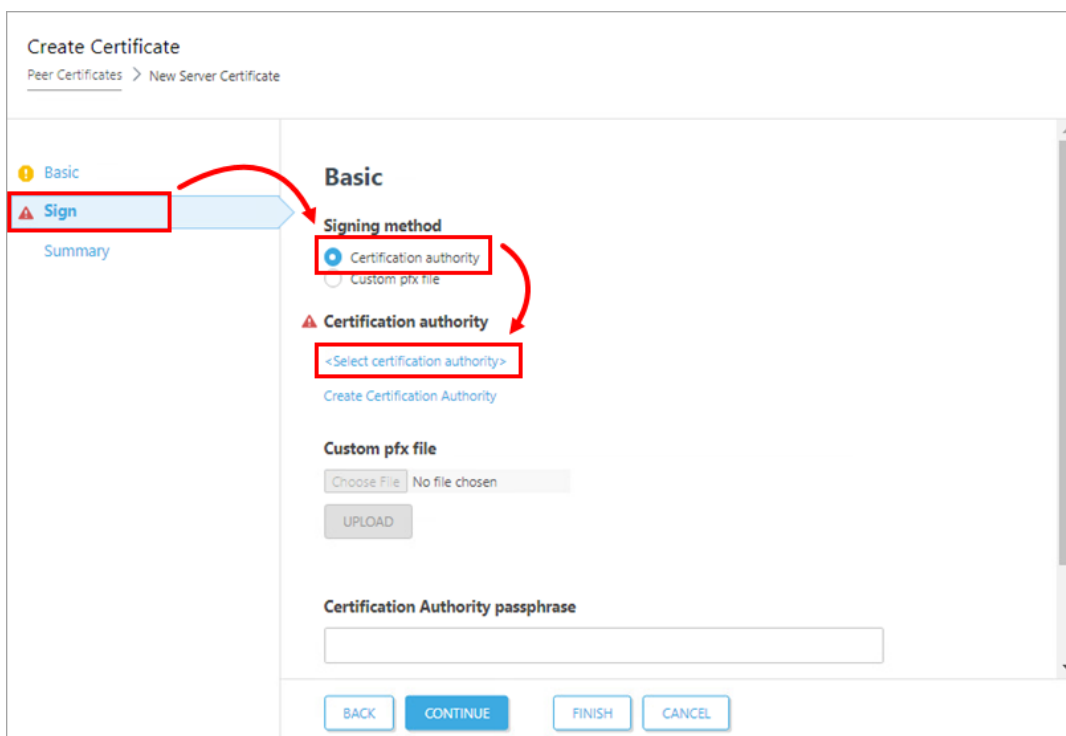 Create Certificate
Peer Certificates > New Server Certificate
Basic
Sign
Summary
Basic
Signing method
Certification authority
Custom pfx file
Certification authority
<Select certification authority>
Create Certification Authority
Custom pfx file
Choose File No file chosen
UPLOAD
Certification Authority passphrase
BACK CONTINUE FINISH CANCEL